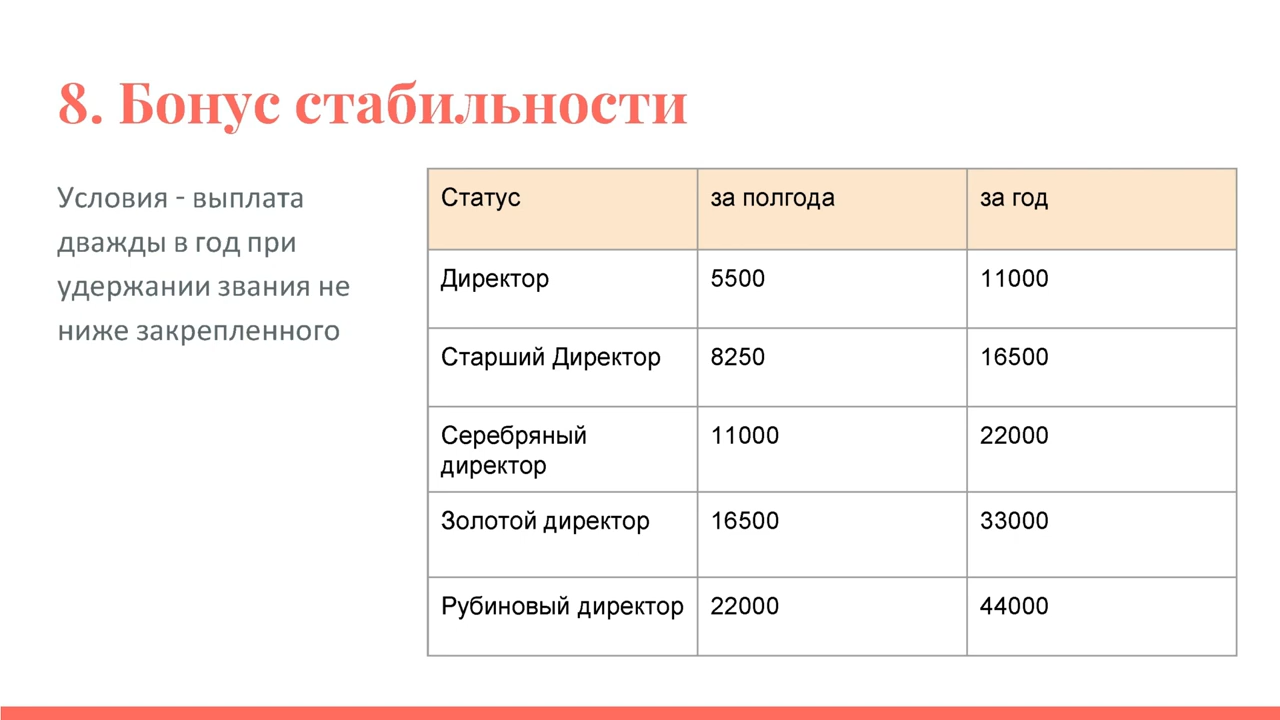 8. Бонус стабильности
Условия - выплата
дважды в год при
удержании звания не
ниже закрепленного
Статус за полгода за год
Директор 5500 11000
Старший Директор 8250 16500
Серебряный
директор 11000 22000
Золотой директор 16500 33000
Рубиновый директор 22000 44000